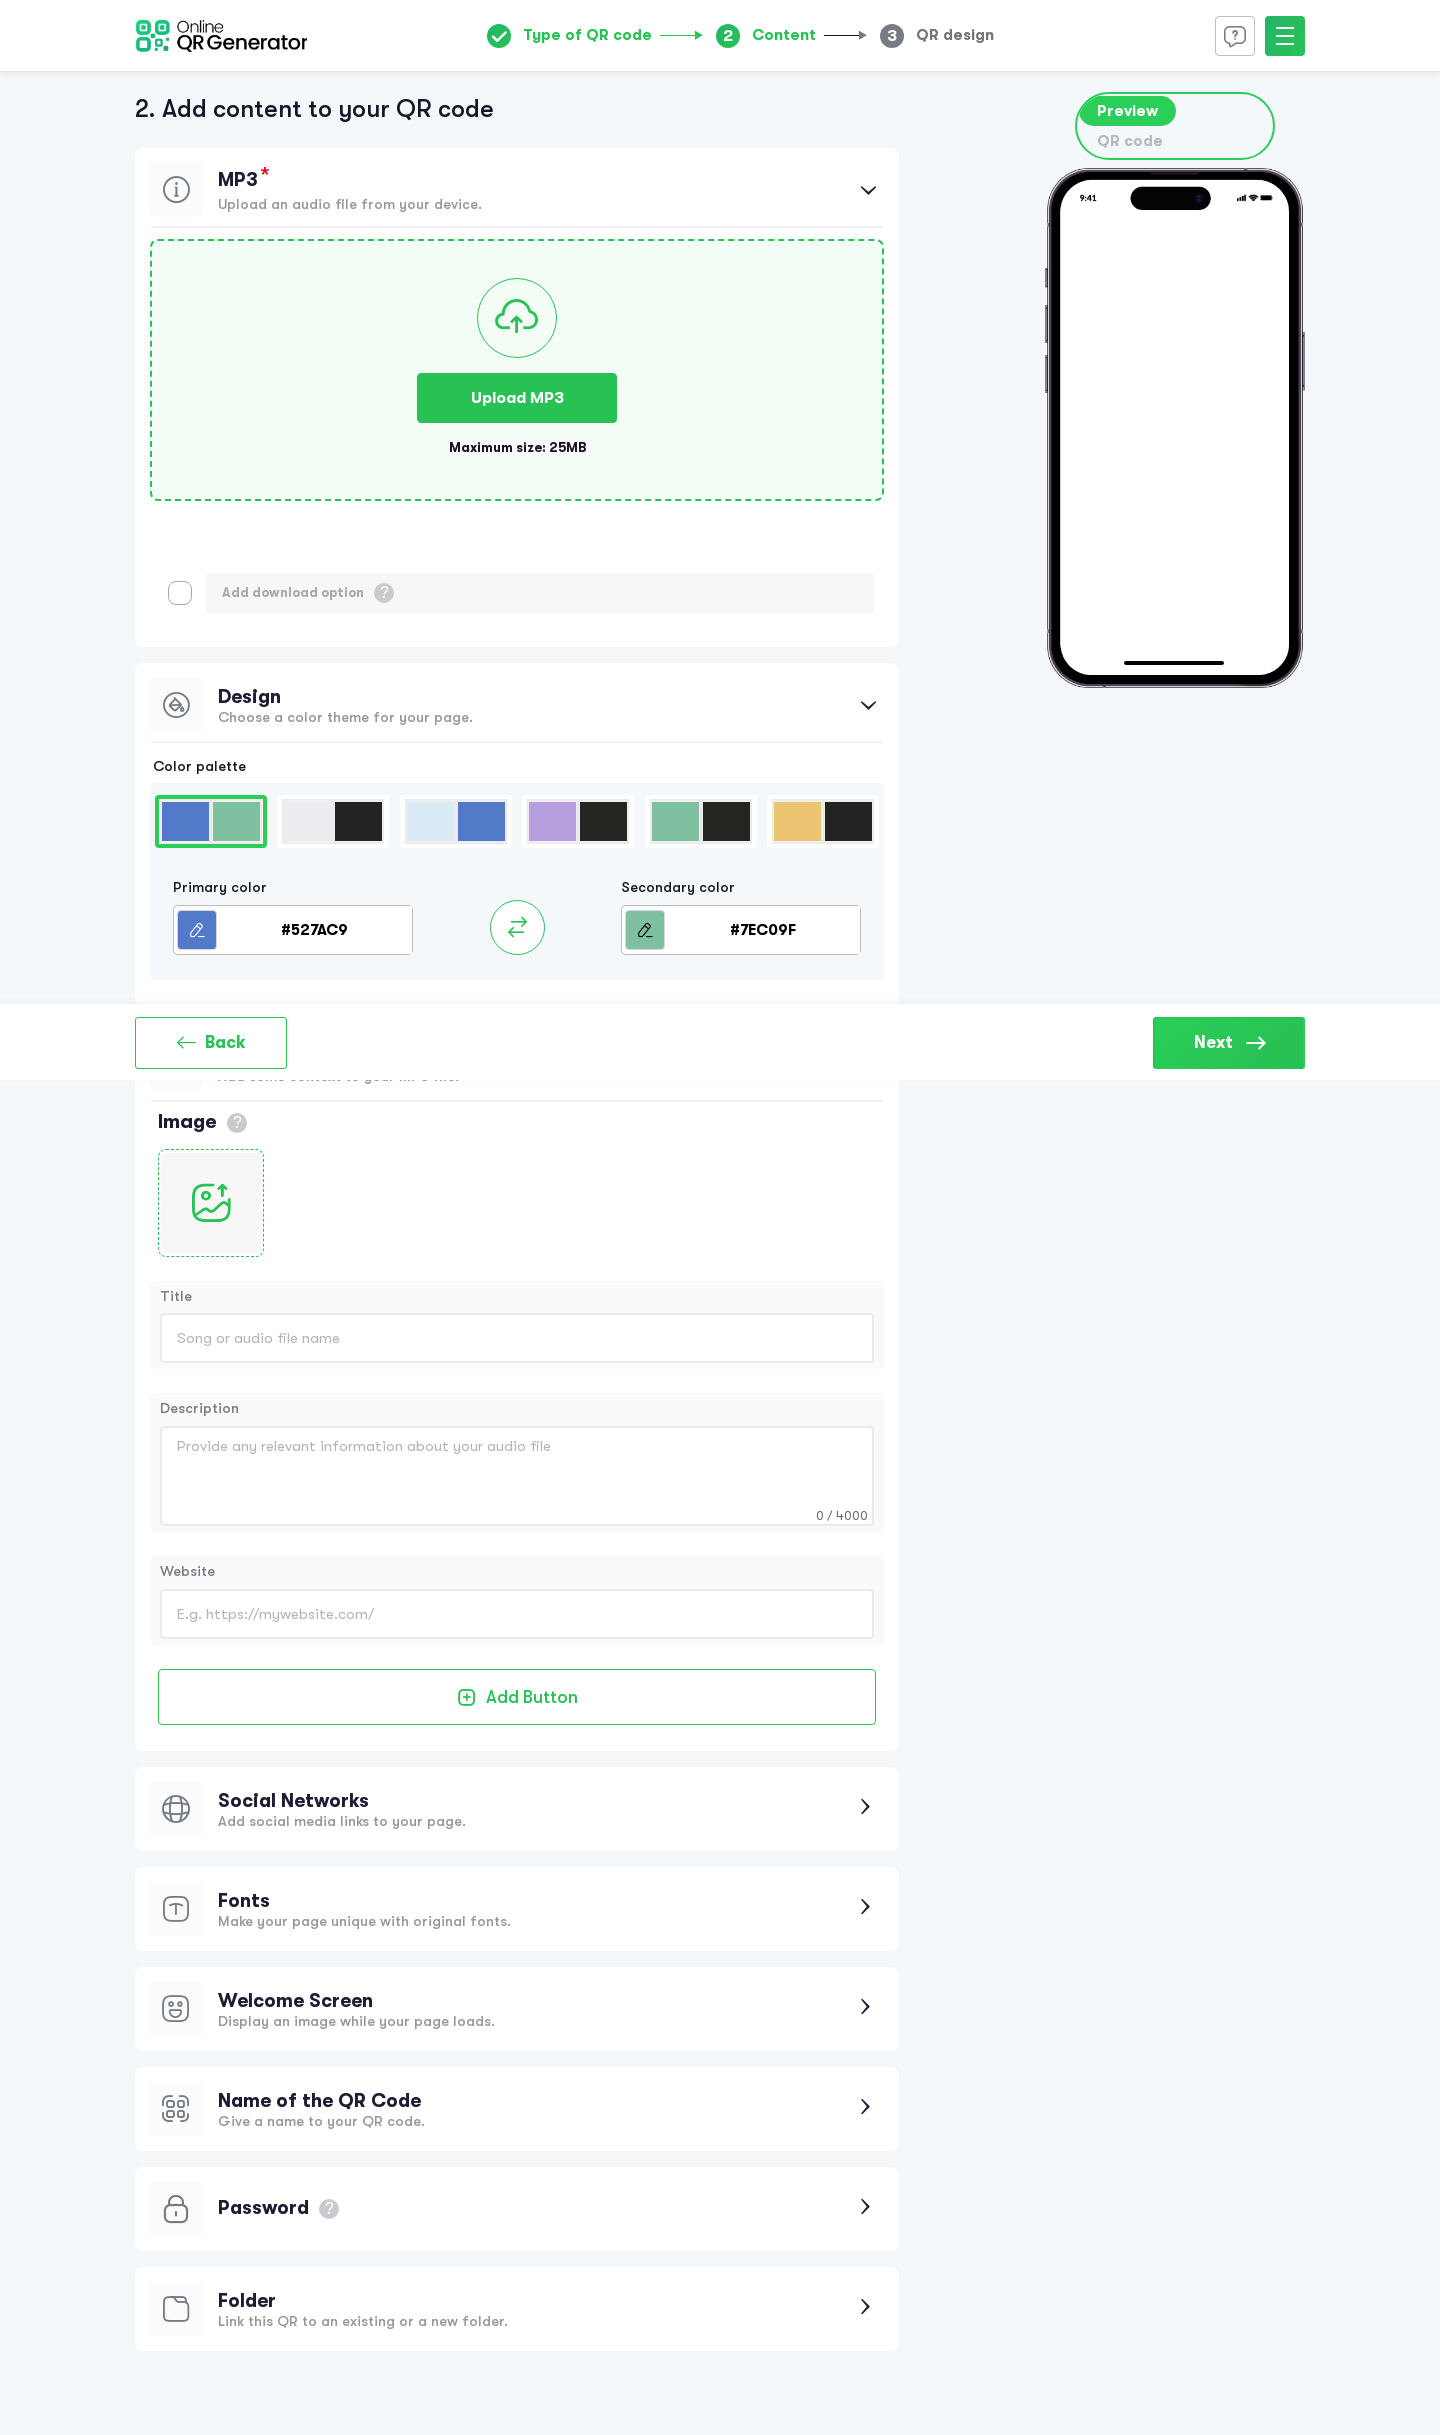 Online
QR Generator
Type of QR code
2 Content
3 QR design
2. Add content to your QR code
Preview
QR code
MP3*
Upload an audio file from your device.
9:41
Upload MP3
Maximum size: 25MB
Add download option ?
Design
Choose a color theme for your page.
Color palette
Primary color
Secondary color
#527AC9
#7EC09F
Back
Next
Image ?
Title
Song or audio file name
Description
Provide any relevant information about your audio file
0 / 4000
Website
E.g. https://mywebsite.com/
Add Button
Social Networks
Add social media links to your page.
Fonts
Make your page unique with original fonts.
Welcome Screen
Display an image while your page loads.
Name of the QR Code
Give a name to your QR code.
Password ?
Folder
Link this QR to an existing or a new folder.